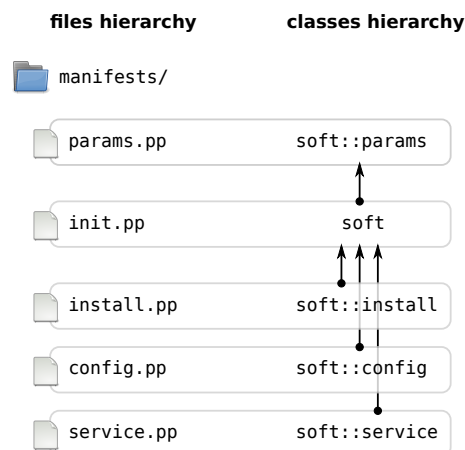 files hierarchy classes hierarchy
manifests/
params.pp soft::params
init.pp soft
install.pp soft::install
config.pp soft::config
service.pp soft::service